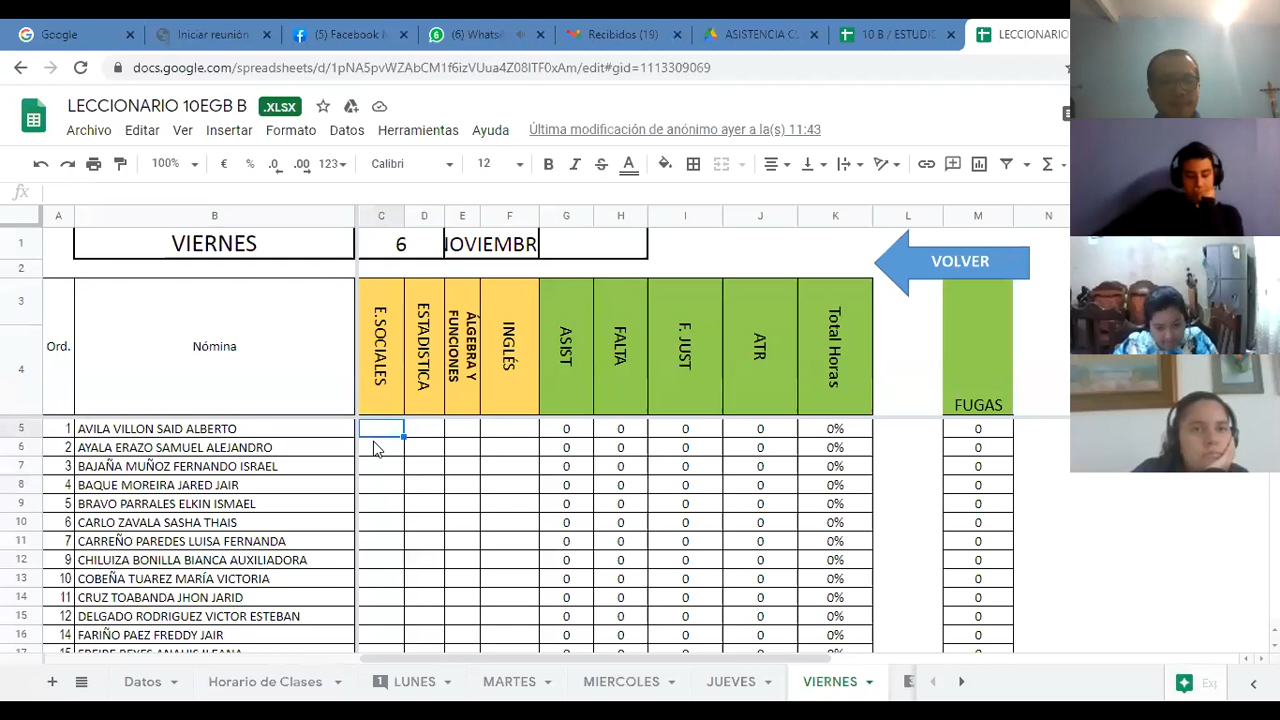 Google
Iniciar reunión
(5) Facebook
(6) Whats
Recibidos (19)
ASISTENCIA C
10 B / ESTUDI
LECCIONARIO
docs.google.com/spreadsheets/d/1pNA5pvWZAbCM1f6izVUua4Z08lTF0xAm/edit#gid=1113309069
LECCIONARIO 10EGB B .XLSX
Archivo Editar Ver Insertar Formato Datos Herramientas Ayuda Última modificación de anónimo ayer a la(s) 11:43
100% € % .0 .00 123 Calibri 12 B I S A
fx
A B C D E F G H I J K L M N
1 VIERNES 6 NOVIEMBR
VOLVER
2
3
4
Ord. Nómina E.SOCIALES ESTADISTICA ÁLGEBRA Y FUNCIONES INGLÉS ASIST FALTA F. JUST ATR Total Horas FUGAS
5 1 AVILA VILLON SAID ALBERTO 0 0 0 0 0% 0
6 2 AYALA ERAZO SAMUEL ALEJANDRO 0 0 0 0 0% 0
7 3 BAJAÑA MUÑOZ FERNANDO ISRAEL 0 0 0 0 0% 0
8 4 BAQUE MOREIRA JARED JAIR 0 0 0 0 0% 0
9 5 BRAVO PARRALES ELKIN ISMAEL 0 0 0 0 0% 0
10 6 CARLO ZAVALA SASHA THAIS 0 0 0 0 0% 0
11 7 CARREÑO PAREDES LUISA FERNANDA 0 0 0 0 0% 0
12 9 CHILUIZA BONILLA BIANCA AUXILIADORA 0 0 0 0 0% 0
13 10 COBEÑA TUAREZ MARÍA VICTORIA 0 0 0 0 0% 0
14 11 CRUZ TOABANDA JHON JARID 0 0 0 0 0% 0
15 12 DELGADO RODRIGUEZ VICTOR ESTEBAN 0 0 0 0 0% 0
16 14 FARIÑO PAEZ FREDDY JAIR 0 0 0 0 0% 0
17 15
Datos Horario de Clases 1 LUNES MARTES MIERCOLES JUEVES VIERNES